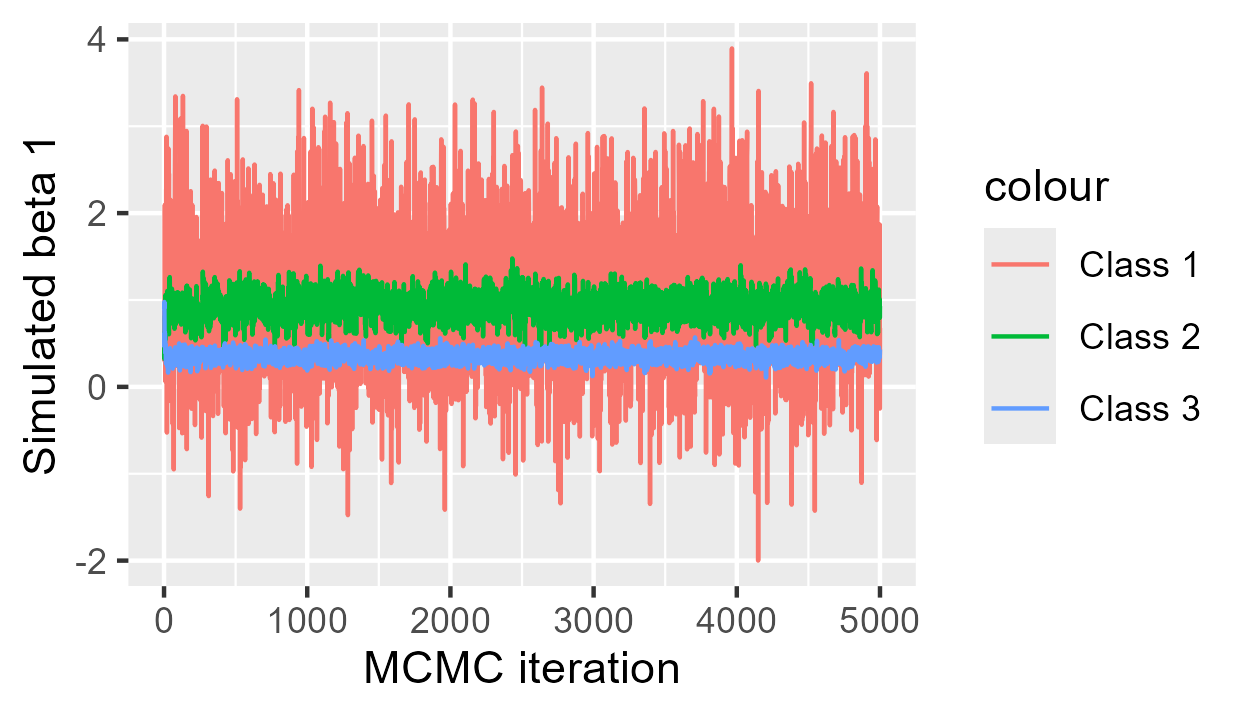 Simulated beta 1
4
2
0
-2
0 1000 2000 3000 4000 5000
MCMC iteration
colour
Class 1
Class 2
Class 3